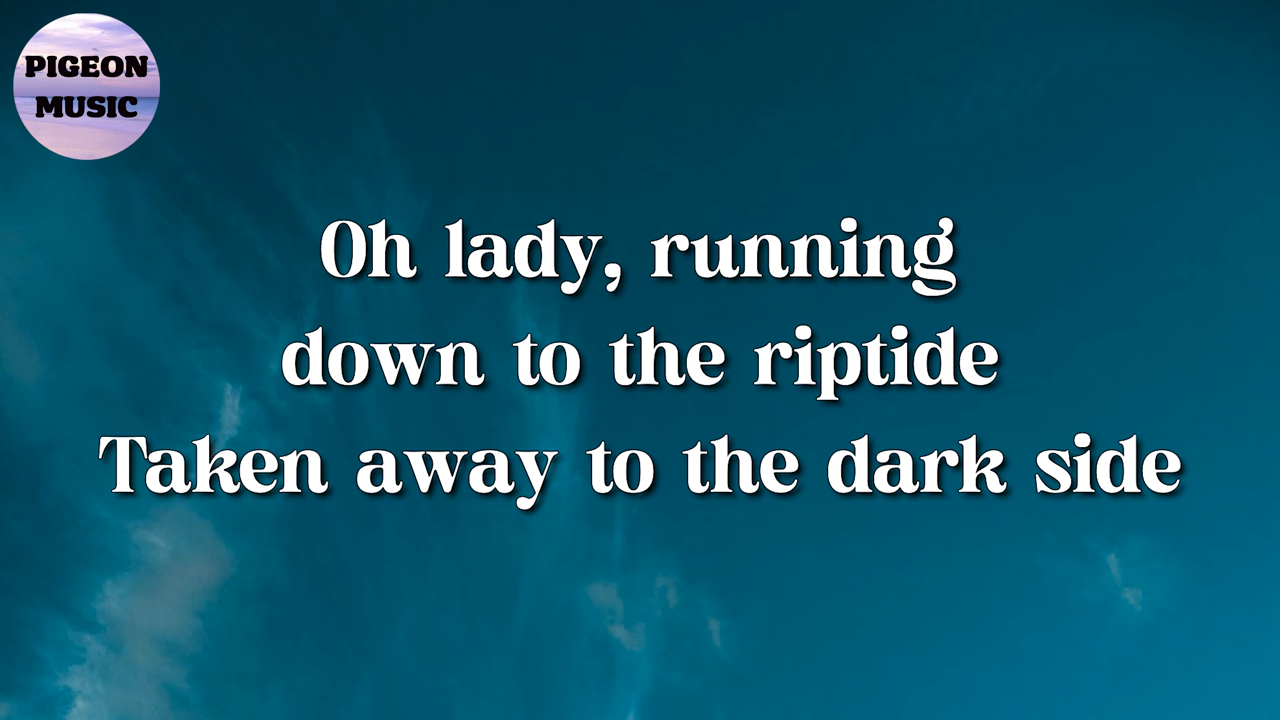 PIGEON
MUSIC
Oh lady, running
down to the riptide
Taken away to the dark side